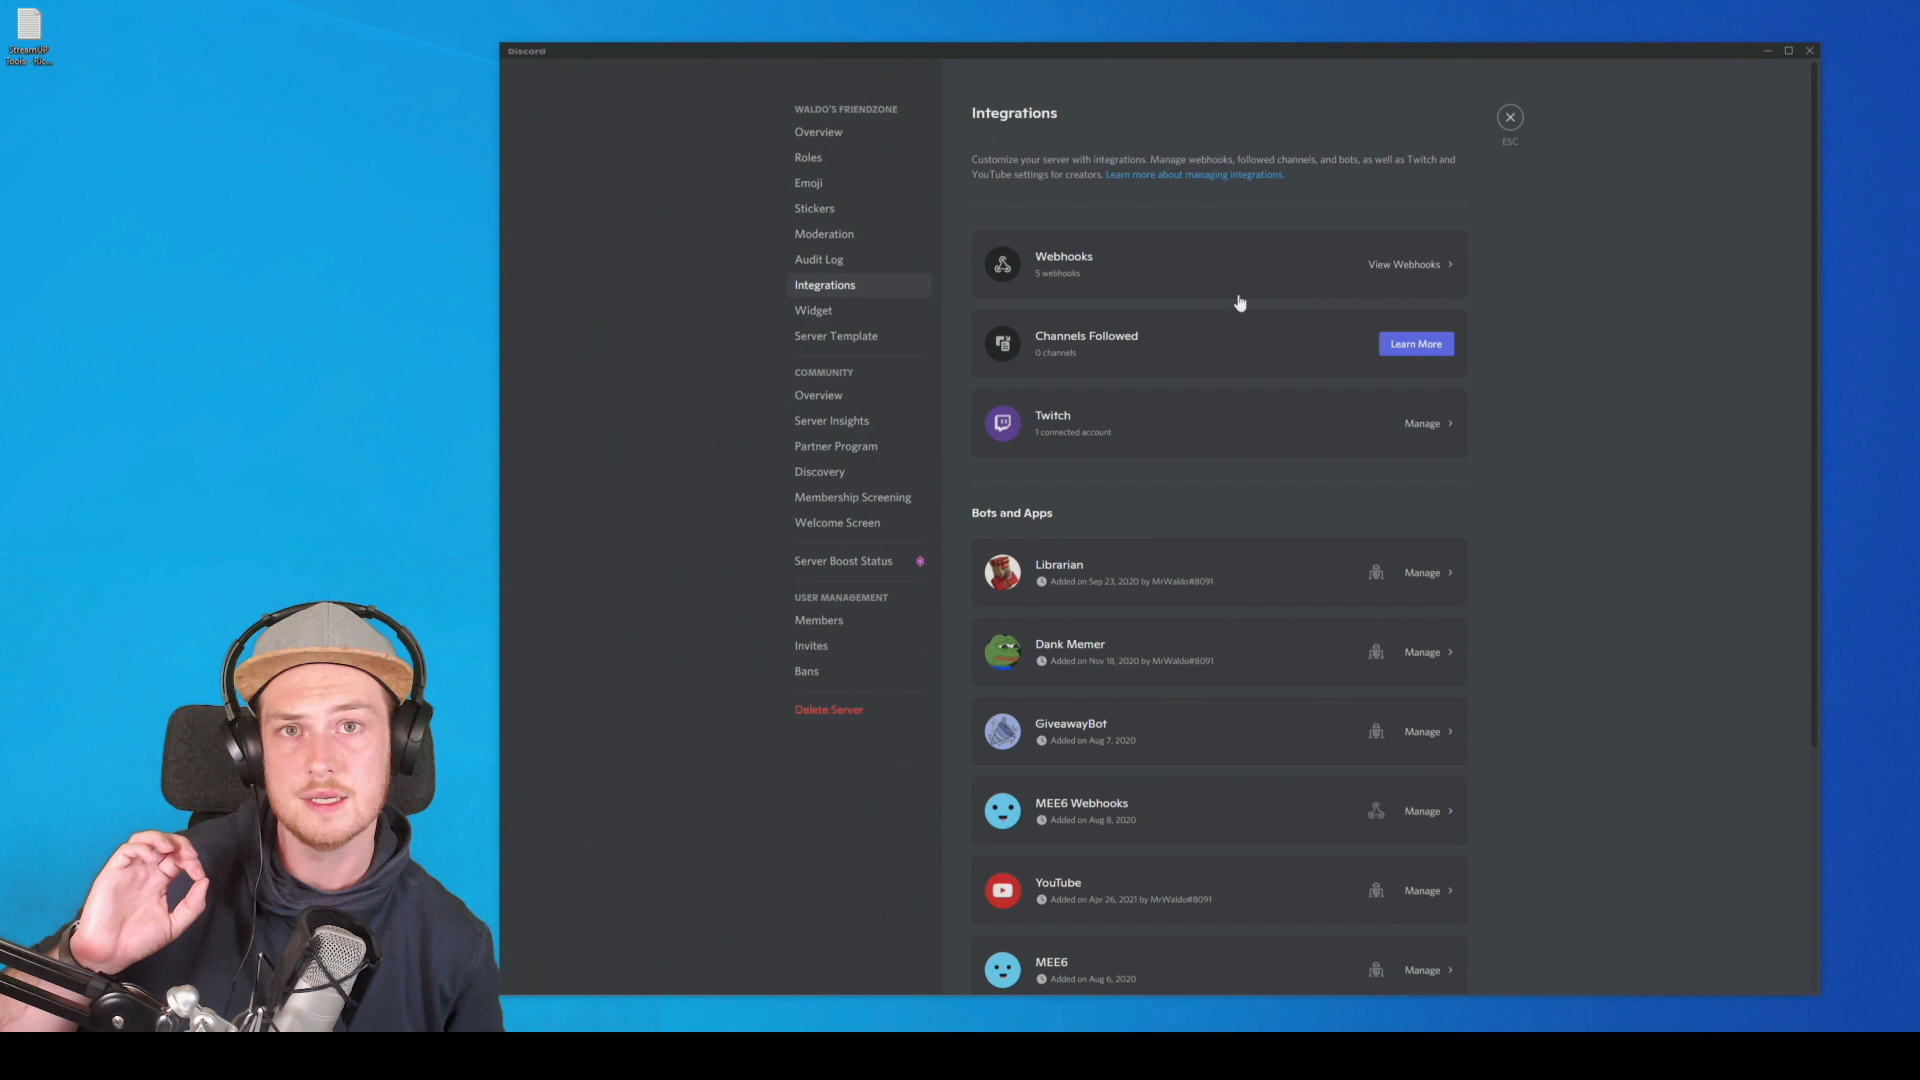 StreamUP
Tools - Ric...
Discord
WALDO'S FRIENDZONE
Overview
Roles
Emoji
Stickers
Moderation
Audit Log
Integrations
Widget
Server Template
COMMUNITY
Overview
Server Insights
Partner Program
Discovery
Membership Screening
Welcome Screen
Server Boost Status
USER MANAGEMENT
Members
Invites
Bans
Delete Server
Integrations
ESC
Customize your server with integrations. Manage webhooks, followed channels, and bots, as well as Twitch and
YouTube settings for creators. Learn more about managing integrations.
Webhooks
5 webhooks
View Webhooks
Channels Followed
0 channels
Learn More
Twitch
1 connected account
Manage
Bots and Apps
Librarian
Added on Sep 23, 2020 by MrWaldo#8091
Manage
Dank Memer
Added on Nov 18, 2020 by MrWaldo#8091
Manage
GiveawayBot
Added on Aug 7, 2020
Manage
MEE6 Webhooks
Added on Aug 8, 2020
Manage
YouTube
Added on Apr 26, 2021 by MrWaldo#8091
Manage
MEE6
Added on Aug 6, 2020
Manage